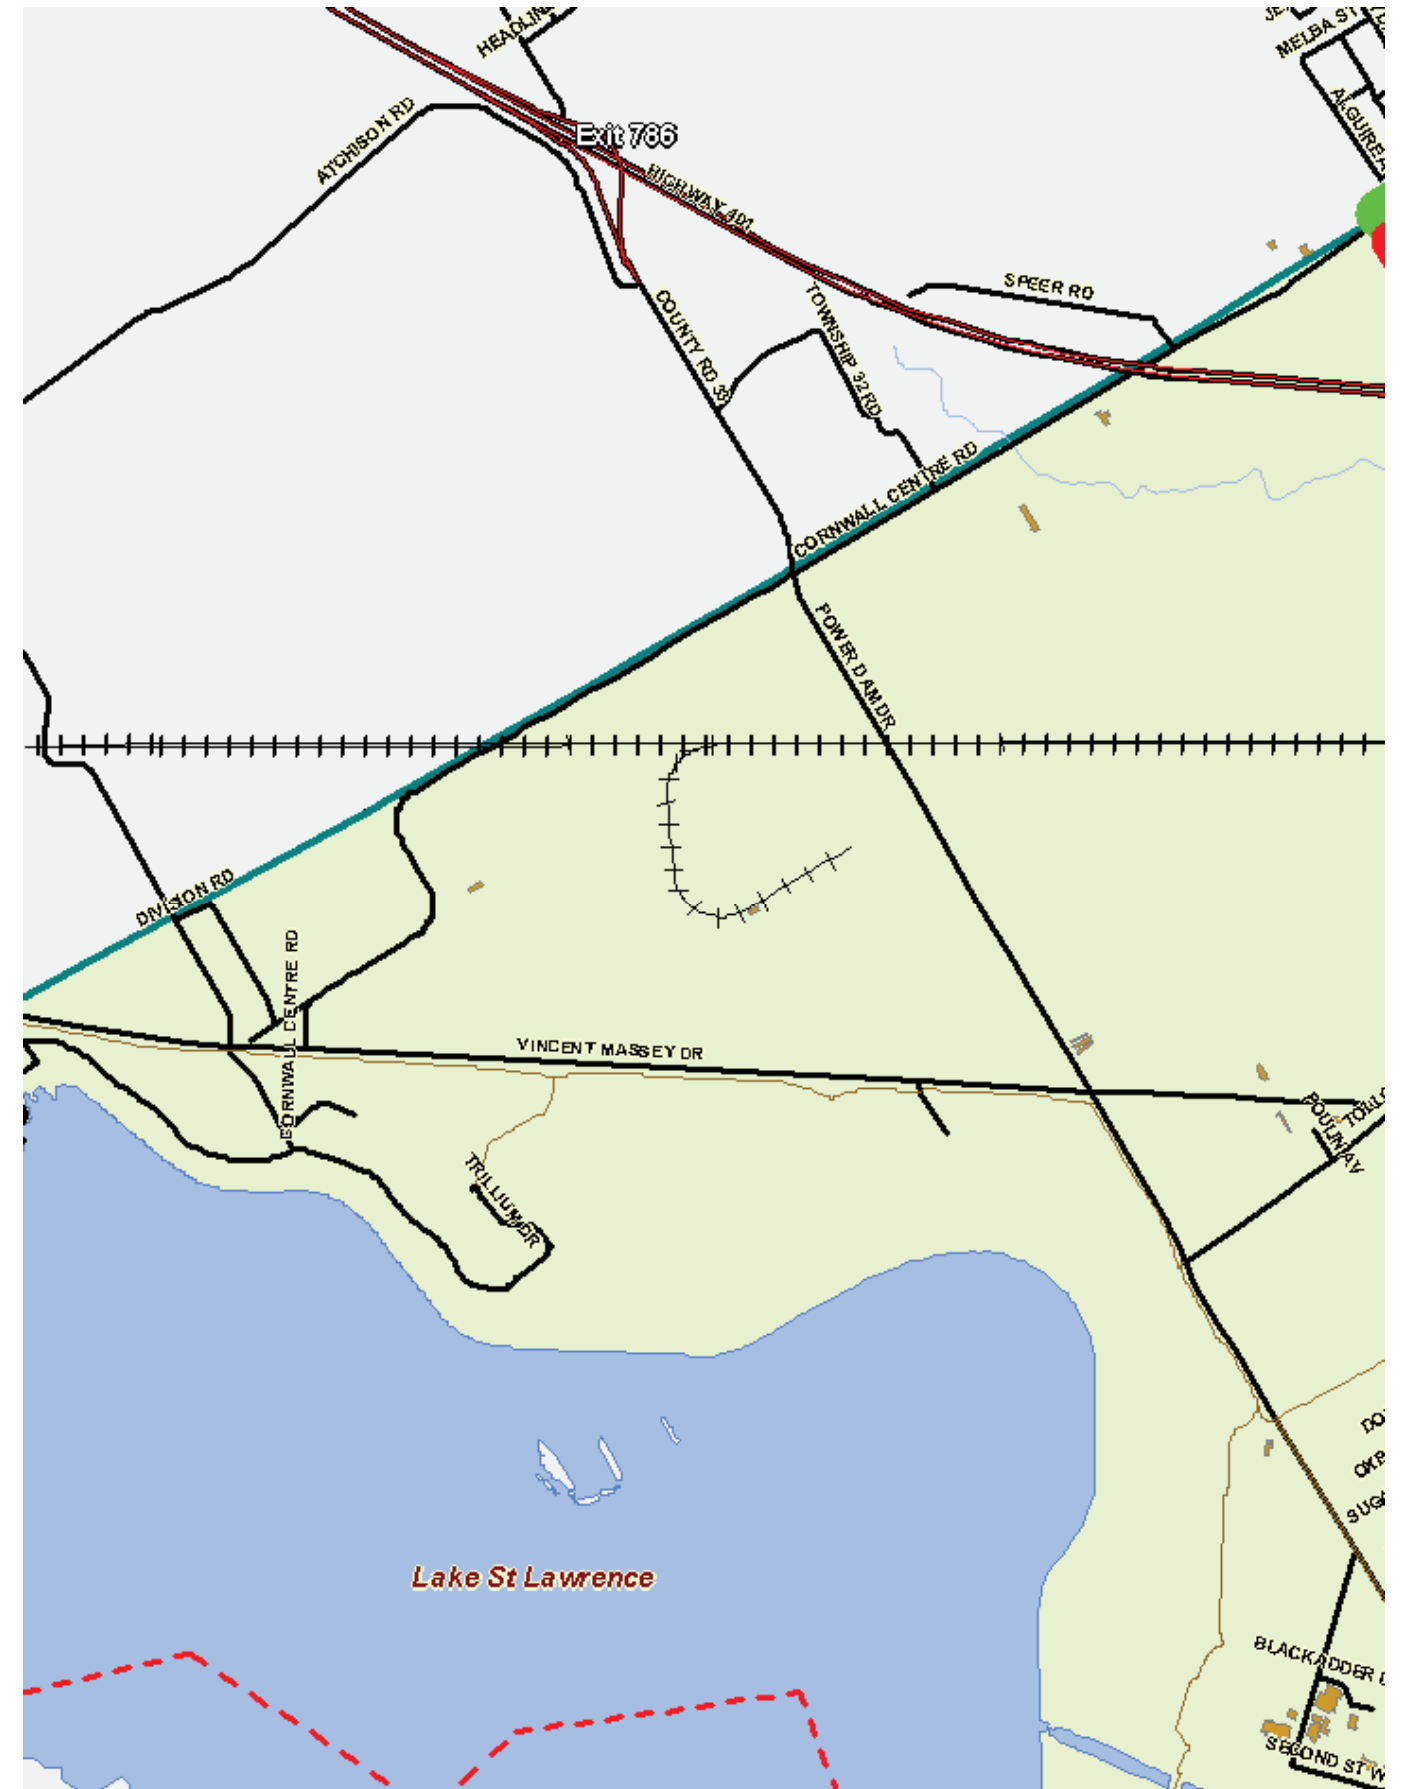 HEADLINE
MELBA ST
ATCHISON RD
Exit 786
HIGHWAY 401
SPEER RD
COUNTY RD 33
TOWNSHIP 32 RD
CORNWALL CENTRE RD
POWER DAM DR
DIVISION RD
CORNWALL CENTRE RD
VINCENT MASSEY DR
POULIN AV
TRILLIUM DR
Lake St Lawrence
BLACKADDER
SECOND ST W